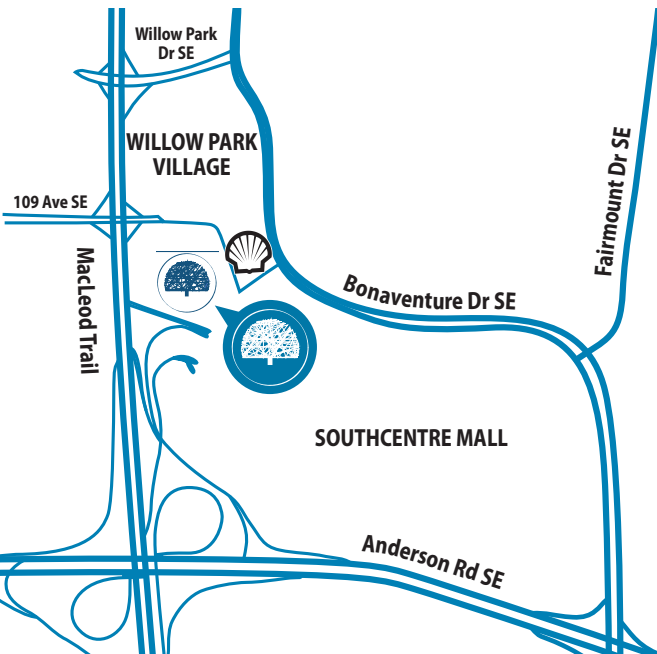 Willow Park
Dr SE
WILLOW PARK
VILLAGE
109 Ave SE
Fairmount Dr SE
MacLeod Trail
Bonaventure Dr SE
SOUTHCENTRE MALL
Anderson Rd SE